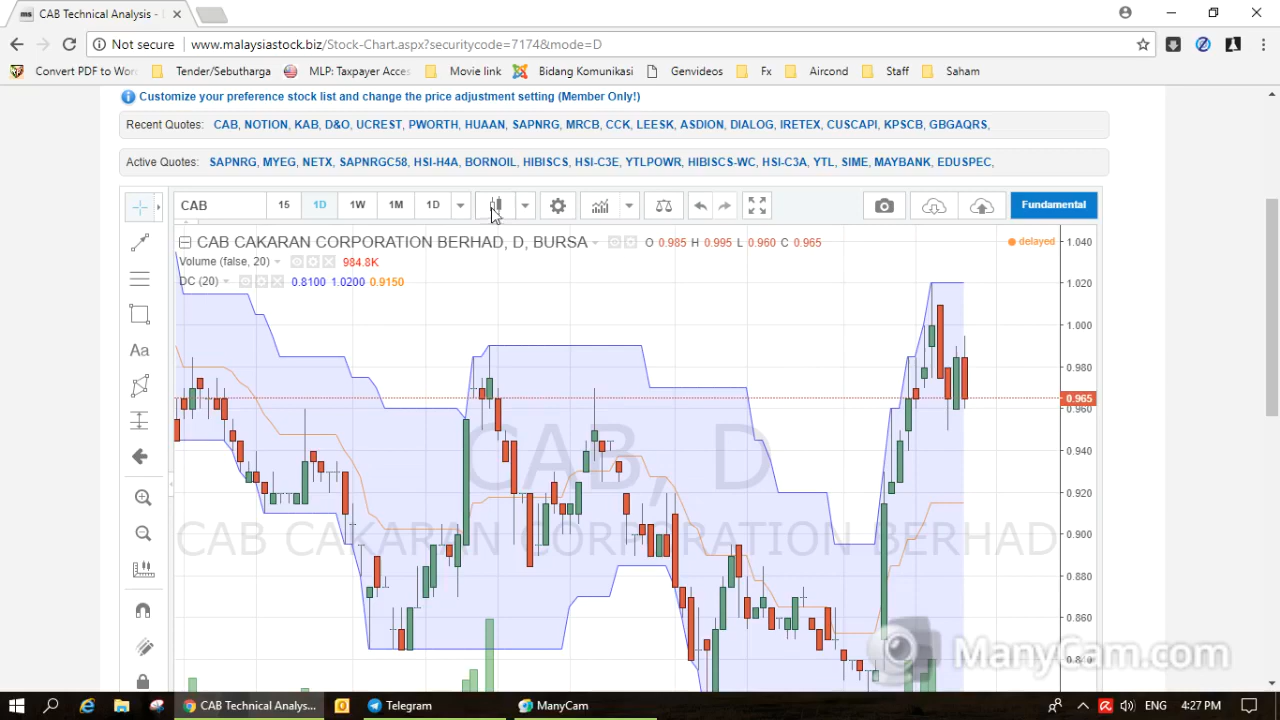 CAB Technical Analysis -
Not secure www.malaysiastock.biz/Stock-Chart.aspx?securitycode=7174&mode=D
Convert PDF to Word Tender/Sebutharga MLP: Taxpayer Acces Movie link Bidang Komunikasi Genvideos Fx Aircond Staff Saham
Customize your preference stock list and change the price adjustment setting (Member Only!)
Recent Quotes: CAB, NOTION, KAB, D&O, UCREST, PWORTH, HUAAN, SAPNRG, MRCB, CCK, LEESK, ASDION, DIALOG, IRETEX, CUSCAPI, KPSCB, GBGAQRS,
Active Quotes: SAPNRG, MYEG, NETX, SAPNRGC58, HSI-H4A, BORNOIL, HIBISCS, HSI-C3E, YTLPOWR, HIBISCS-WC, HSI-C3A, YTL, SIME, MAYBANK, EDUSPEC,
CAB 15 1D 1W 1M 1D Fundamental
CAB CAKARAN CORPORATION BERHAD, D, BURSA O 0.985 H 0.995 L 0.960 C 0.965 delayed 1.040
Volume (false, 20) 984.8K
DC (20) 0.8100 1.0200 0.9150 1.020
1.000
Aa
0.980
0.965
0.960
0.940
CAB, D
0.920
CAB CAKARAN CORPORATION BERHAD
0.900
0.880
0.860
ManyCam.com
0.840
CAB Technical Analys... Telegram ManyCam ENG 4:27 PM